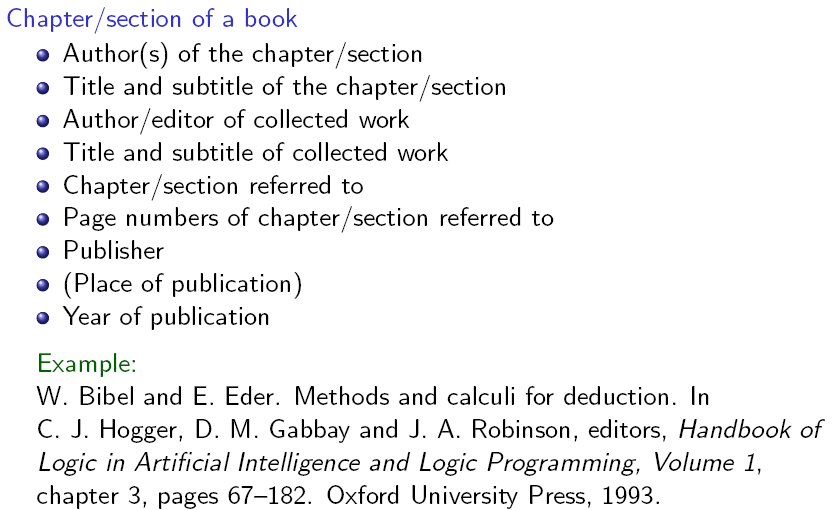 Chapter/section of a book
Author(s) of the chapter/section
Title and subtitle of the chapter/section
Author/editor of collected work
Title and subtitle of collected work
Chapter/section referred to
Page numbers of chapter/section referred to
Publisher
(Place of publication)
Year of publication
Example:
W. Bibel and E. Eder. Methods and calculi for deduction. In
C. J. Hogger, D. M. Gabbay and J. A. Robinson, editors, Handbook of
Logic in Artificial Intelligence and Logic Programming, Volume 1,
chapter 3, pages 67–182. Oxford University Press, 1993.